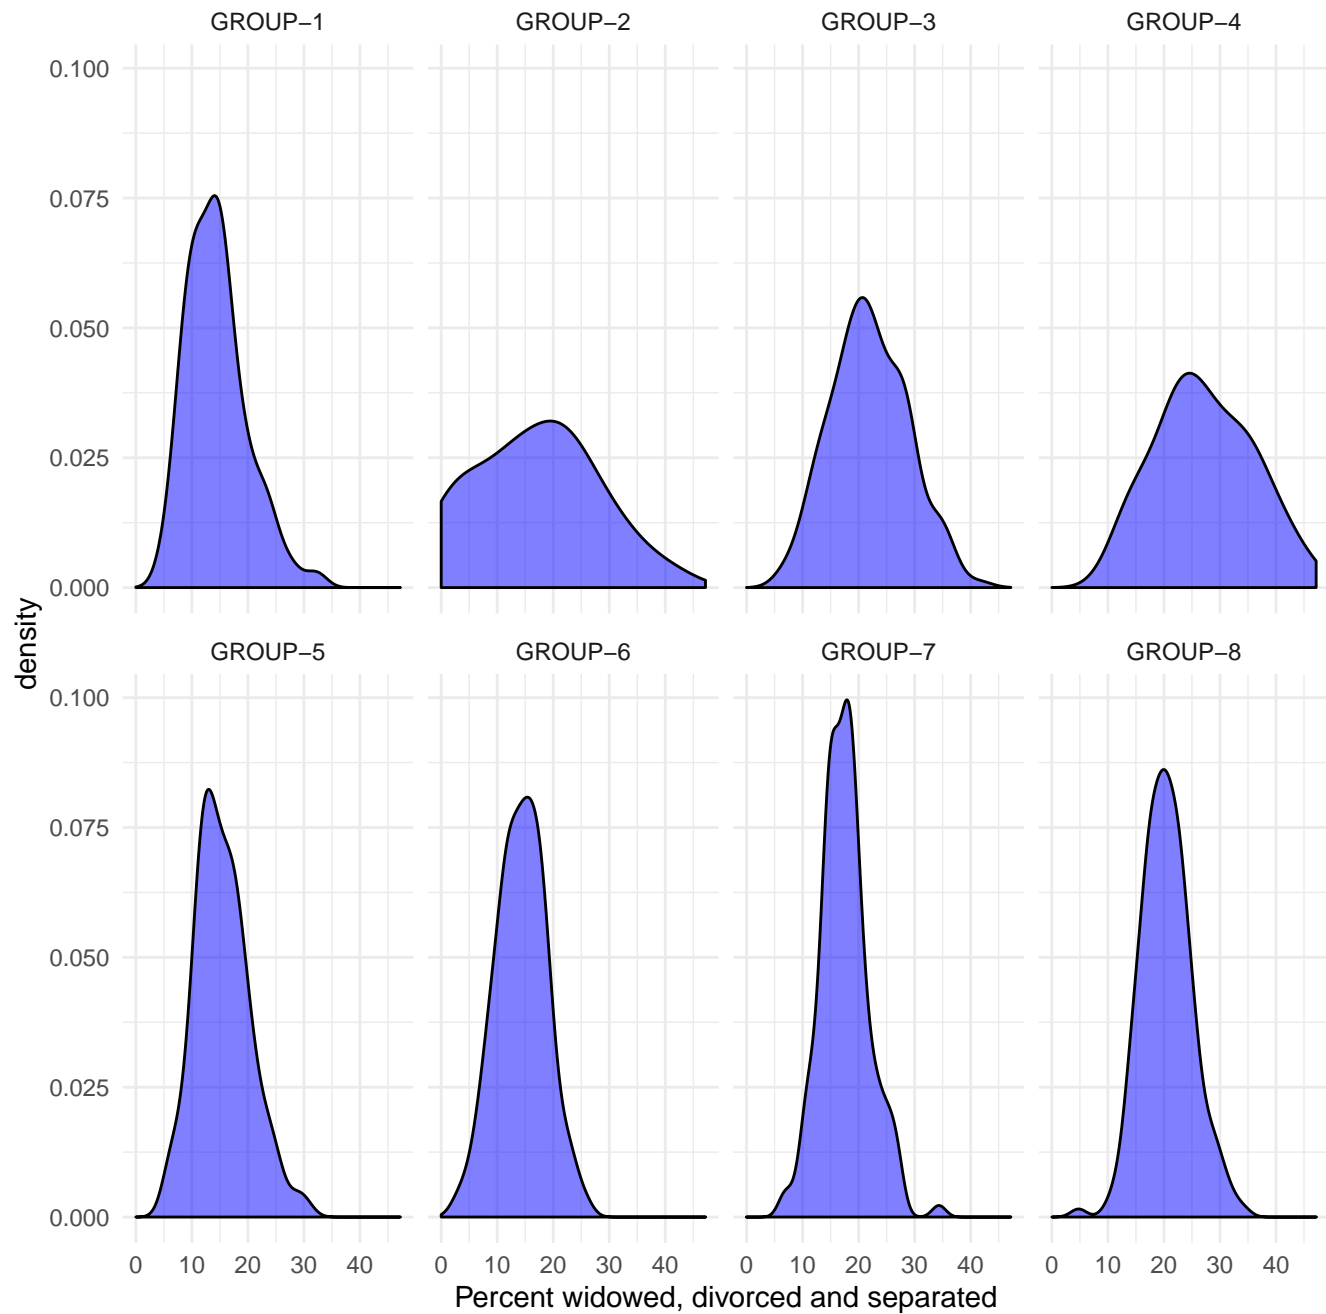 GROUP−1 GROUP−2 GROUP−3 GROUP−4
0.100
0.075
0.050
0.025
0.000
density
GROUP−5 GROUP−6 GROUP−7 GROUP−8
0.100
0.075
0.050
0.025
0.000
0 10 20 30 40 0 10 20 30 40 0 10 20 30 40 0 10 20 30 40
Percent widowed, divorced and separated